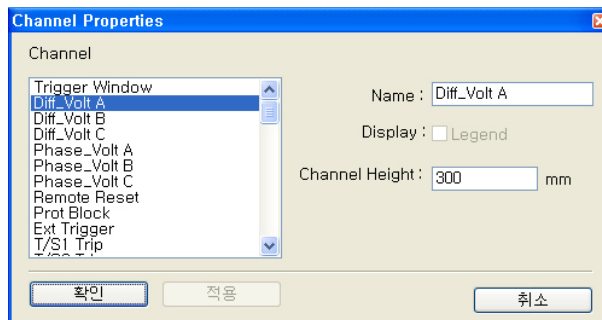 Channel Properties
Channel
Trigger Window
Diff_Volt A
Diff_Volt B
Diff_Volt C
Phase_Volt A
Phase_Volt B
Phase_Volt C
Remote Reset
Prot Block
Ext Trigger
T/S1 Trip
Name : Diff_Volt A
Display : Legend
Channel Height : 300 mm
확인
적용
취소